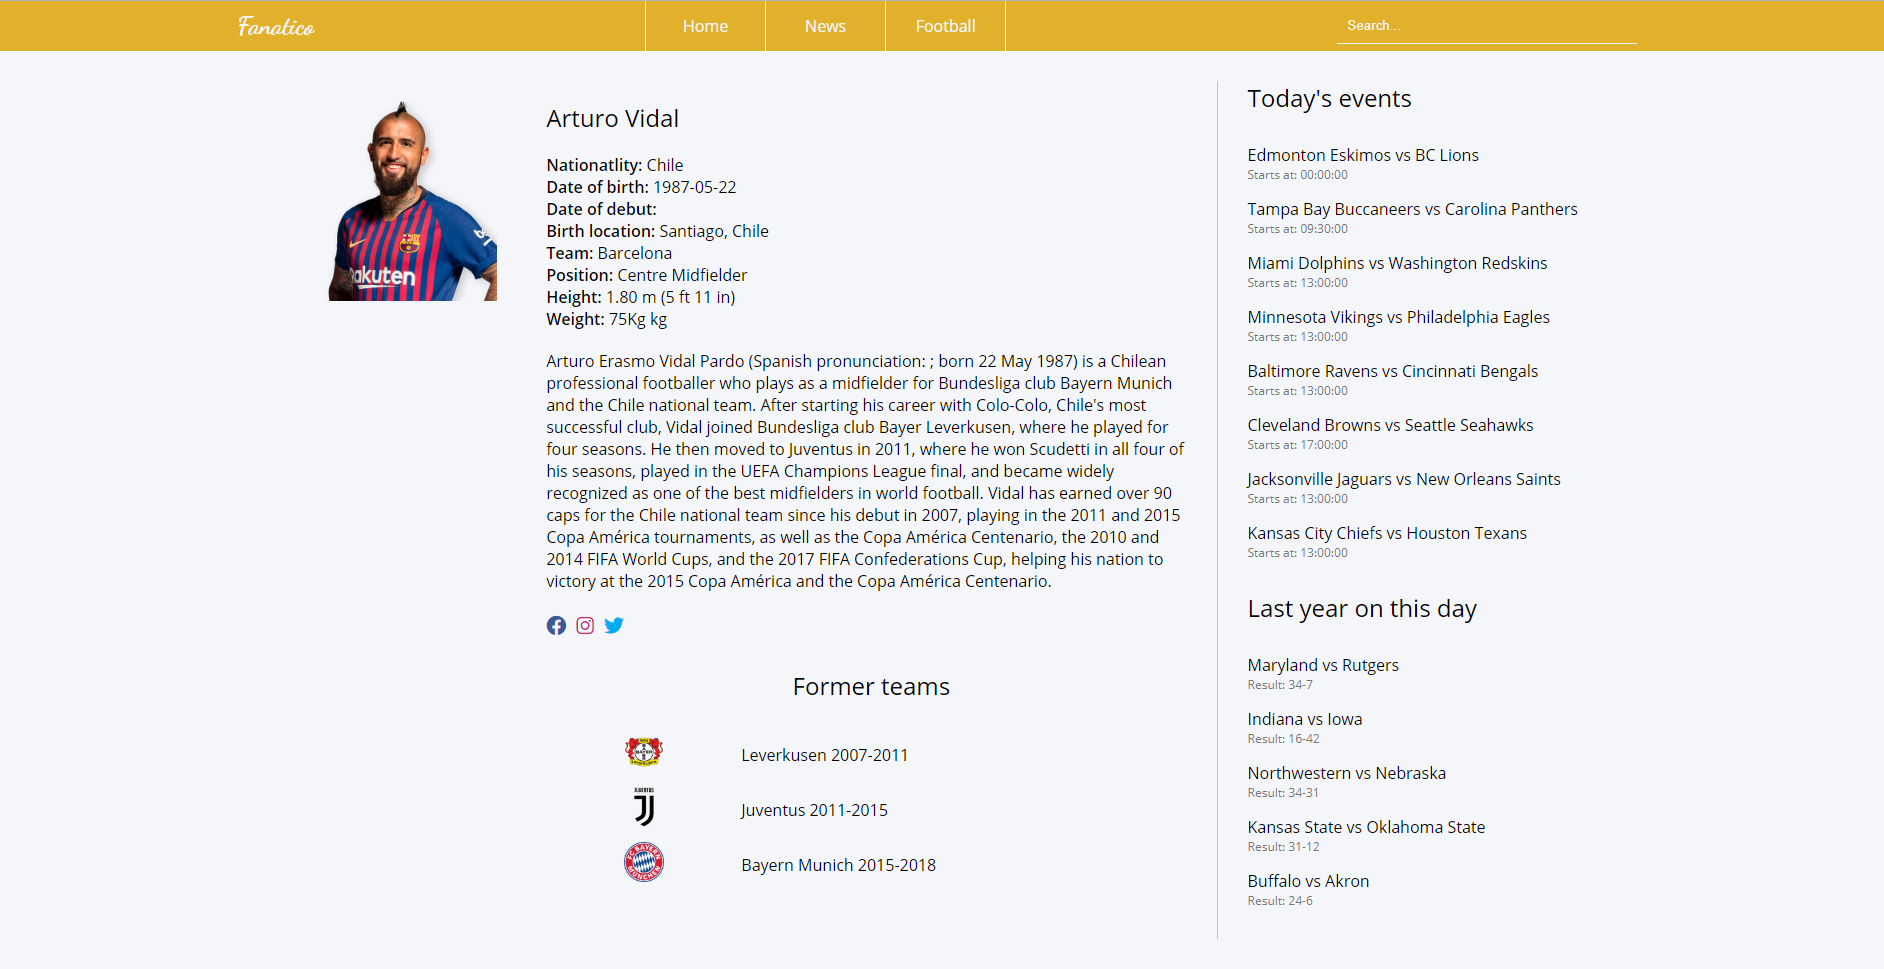 Fanatico
Home
News
Football
Search...
Arturo Vidal
Nationatlity: Chile
Date of birth: 1987-05-22
Date of debut:
Birth location: Santiago, Chile
Team: Barcelona
Position: Centre Midfielder
Height: 1.80 m (5 ft 11 in)
Weight: 75Kg kg
Arturo Erasmo Vidal Pardo (Spanish pronunciation: ; born 22 May 1987) is a Chilean
professional footballer who plays as a midfielder for Bundesliga club Bayern Munich
and the Chile national team. After starting his career with Colo-Colo, Chile's most
successful club, Vidal joined Bundesliga club Bayer Leverkusen, where he played for
four seasons. He then moved to Juventus in 2011, where he won Scudetti in all four of
his seasons, played in the UEFA Champions League final, and became widely
recognized as one of the best midfielders in world football. Vidal has earned over 90
caps for the Chile national team since his debut in 2007, playing in the 2011 and 2015
Copa América tournaments, as well as the Copa América Centenario, the 2010 and
2014 FIFA World Cups, and the 2017 FIFA Confederations Cup, helping his nation to
victory at the 2015 Copa América and the Copa América Centenario.
Former teams
Leverkusen 2007-2011
JUVENTUS
Juventus 2011-2015
FC BAYERN
MÜNCHEN
Bayern Munich 2015-2018
Today's events
Edmonton Eskimos vs BC Lions
Starts at: 00:00:00
Tampa Bay Buccaneers vs Carolina Panthers
Starts at: 09:30:00
Miami Dolphins vs Washington Redskins
Starts at: 13:00:00
Minnesota Vikings vs Philadelphia Eagles
Starts at: 13:00:00
Baltimore Ravens vs Cincinnati Bengals
Starts at: 13:00:00
Cleveland Browns vs Seattle Seahawks
Starts at: 17:00:00
Jacksonville Jaguars vs New Orleans Saints
Starts at: 13:00:00
Kansas City Chiefs vs Houston Texans
Starts at: 13:00:00
Last year on this day
Maryland vs Rutgers
Result: 34-7
Indiana vs Iowa
Result: 16-42
Northwestern vs Nebraska
Result: 34-31
Kansas State vs Oklahoma State
Result: 31-12
Buffalo vs Akron
Result: 24-6